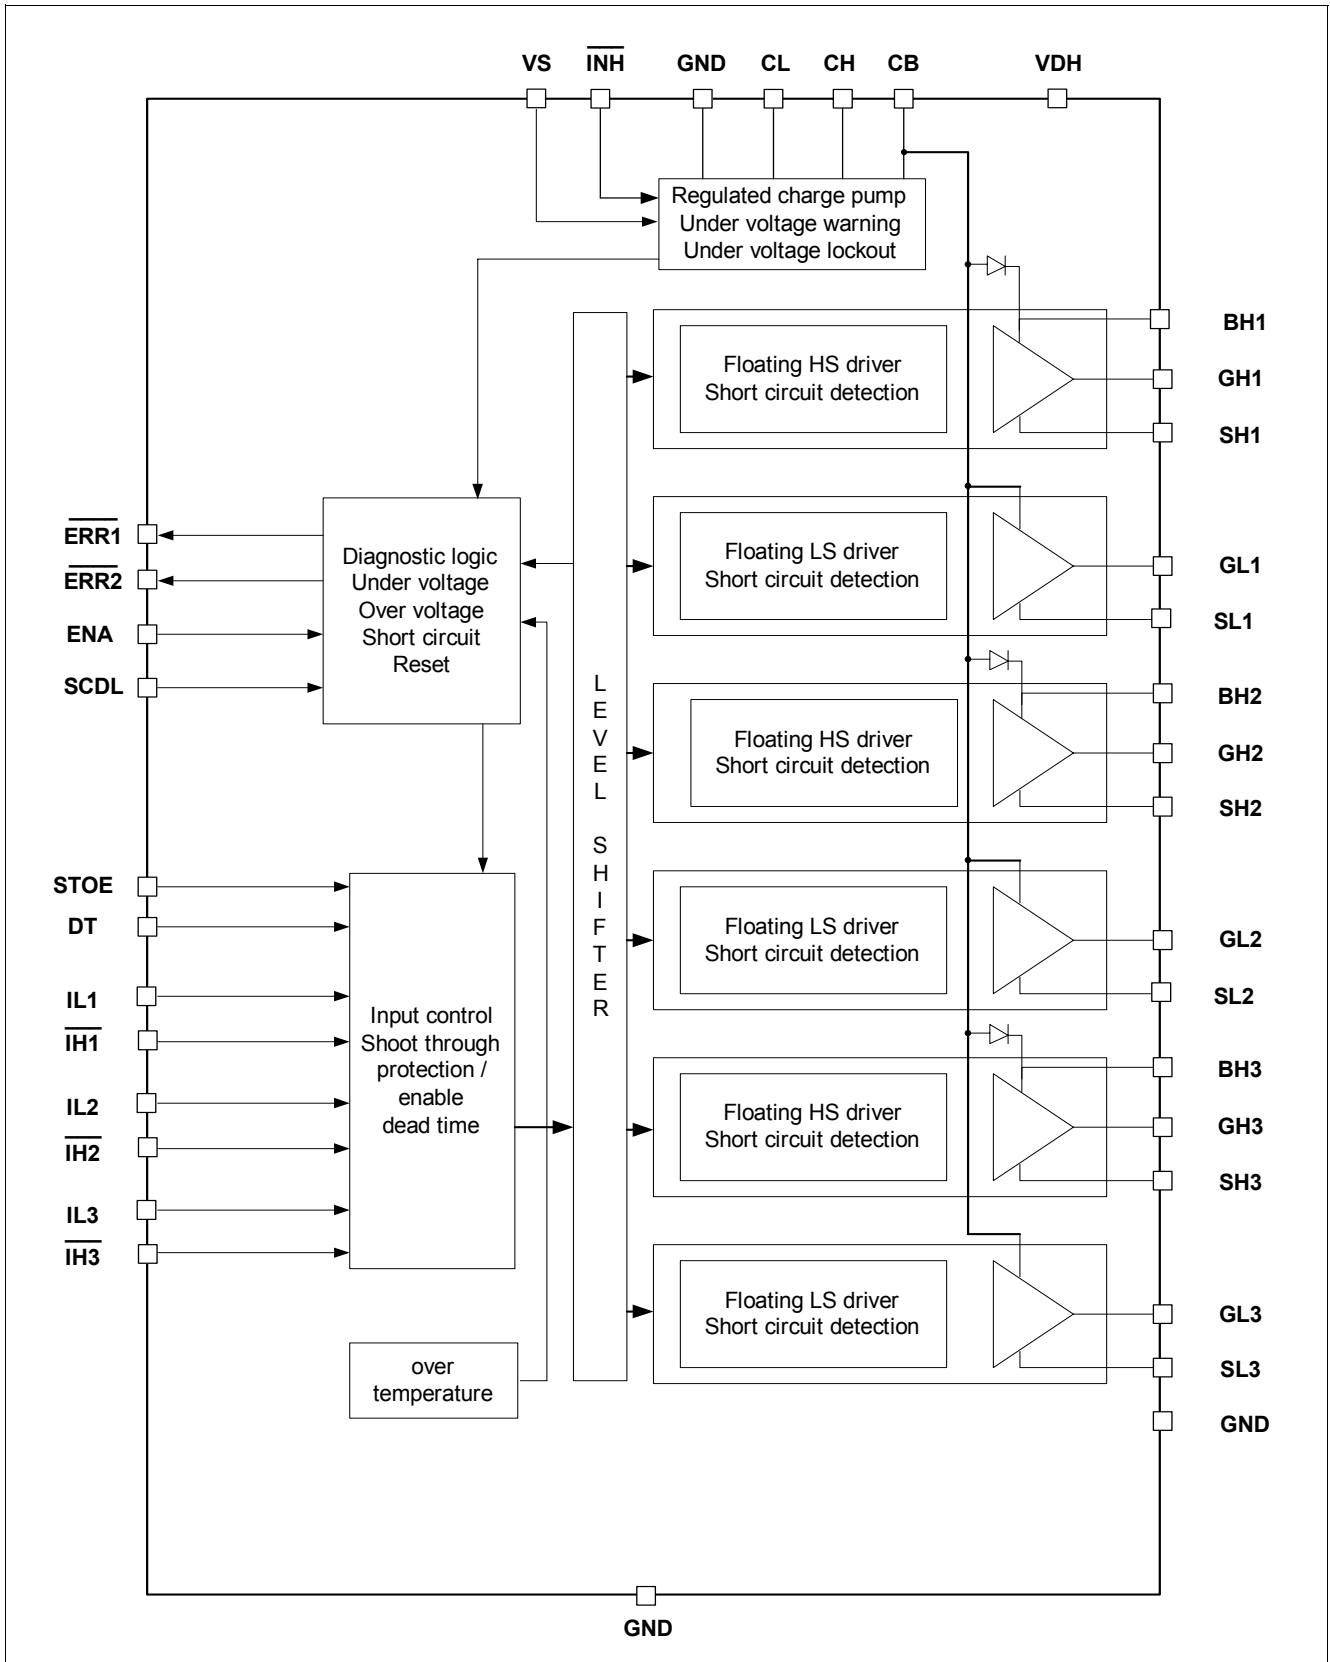 VS INH GND CL CH CB VDH
Regulated charge pump
Under voltage warning
Under voltage lockout
BH1
Floating HS driver
Short circuit detection
GH1
SH1
ERR1
ERR2
ENA
SCDL
Diagnostic logic
Under voltage
Over voltage
Short circuit
Reset
Floating LS driver
Short circuit detection
GL1
SL1
LEVEL SHIFTER
BH2
Floating HS driver
Short circuit detection
GH2
SH2
STOE
DT
IL1
IH1
IL2
IH2
IL3
IH3
Input control
Shoot through
protection /
enable
dead time
Floating LS driver
Short circuit detection
GL2
SL2
BH3
Floating HS driver
Short circuit detection
GH3
SH3
over
temperature
Floating LS driver
Short circuit detection
GL3
SL3
GND
GND